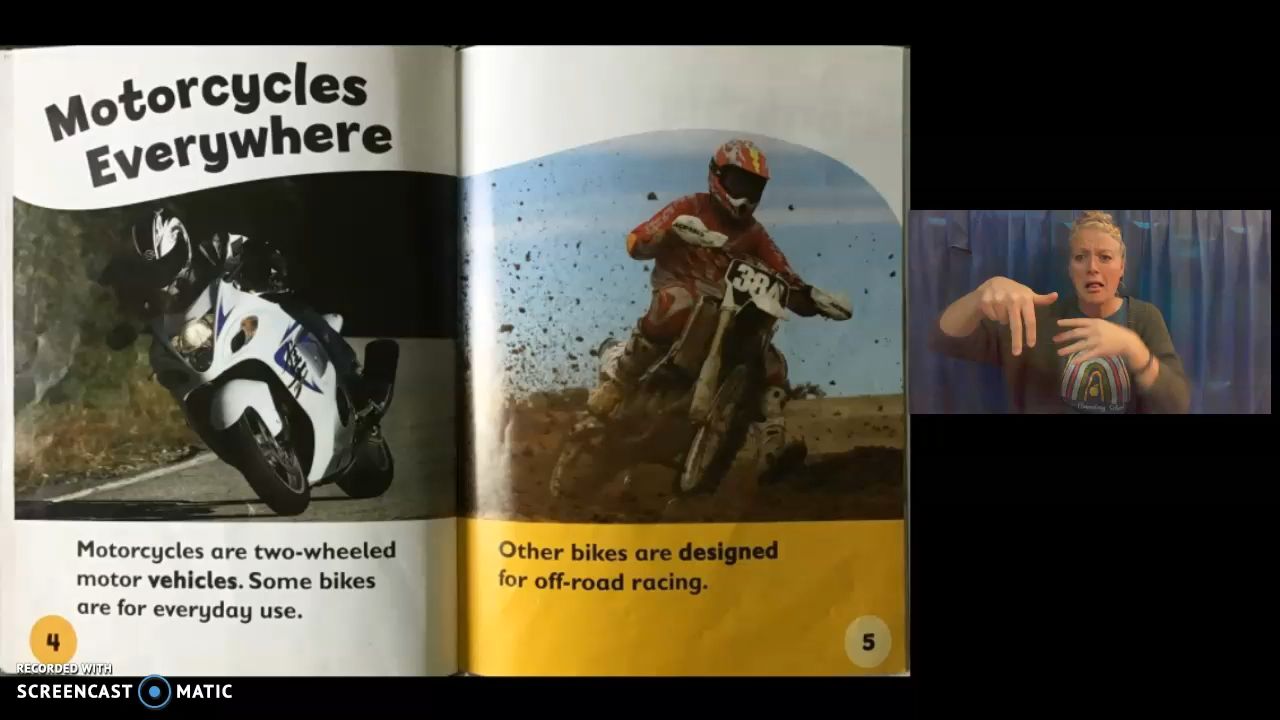 Motorcycles
Everywhere
384
Motorcycles are two-wheeled
motor vehicles. Some bikes
are for everyday use.
4
Other bikes are designed
for off-road racing.
5
RECORDED WITH
SCREENCAST MATIC